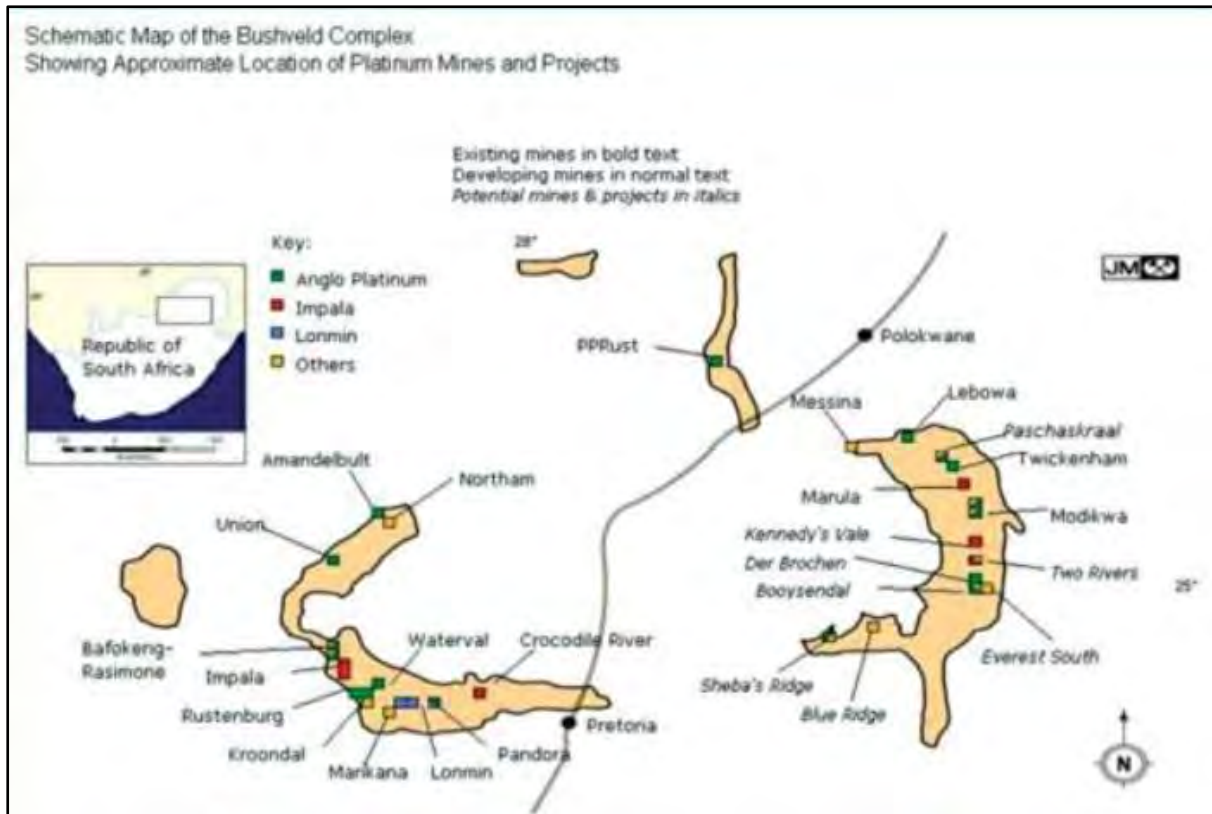 Schematic Map of the Bushveld Complex
Showing Approximate Location of Platinum Mines and Projects
Existing mines in bold text
Developing mines in normal text
Potential mines & projects in italics
28°
Key:
Anglo Platinum
Impala
Lonmin
Others
Republic of
South Africa
JM
PPRust
Polokwane
Messina
Lebowa
Paschaskraal
Twickenham
Marula
Modikwa
Kennedy's Vale
Der Brochen
Two Rivers
Booysendal
25°
Everest South
Sheba's Ridge
Blue Ridge
Amandelbult
Northam
Union
Bafokeng-
Rasimone
Waterval
Crocodile River
Impala
Rustenburg
Kroondal
Marikana
Lonmin
Pandora
Pretoria
N